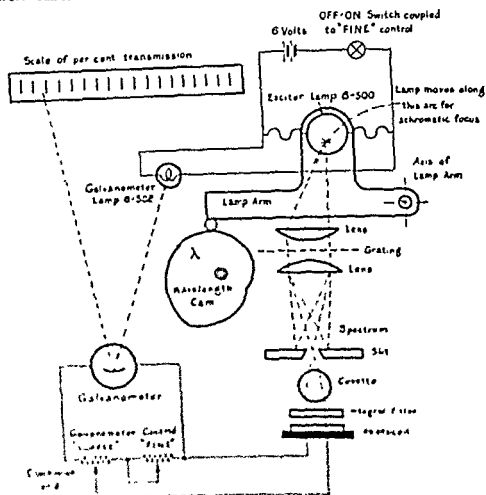 OFF-ON Switch coupled
to "FINE" control
6 Volts
Scale of per cent transmission
Exciter Lamp B-500
Lamp moves along
this arc for
achromatic focus
Galvanometer
Lamp B-502
Axis of
Lamp Arm
Lamp Arm
Lens
Grating
Lens
λ
Wavelength
Cam
Spectrum
Slit
Cuvette
Galvanometer
Integral Filter
Galvanometer Control
"FINE"